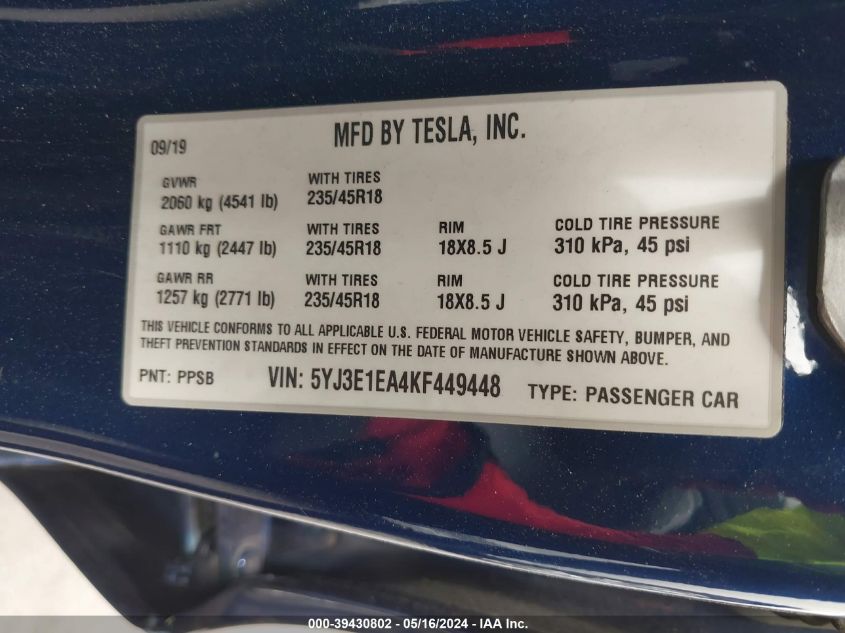 09/19 MFD BY TESLA, INC.
GVWR WITH TIRES
2060 kg (4541 lb) 235/45R18
GAWR FRT WITH TIRES RIM COLD TIRE PRESSURE
1110 kg (2447 lb) 235/45R18 18X8.5 J 310 kPa, 45 psi
GAWR RR WITH TIRES RIM COLD TIRE PRESSURE
1257 kg (2771 lb) 235/45R18 18X8.5 J 310 kPa, 45 psi
THIS VEHICLE CONFORMS TO ALL APPLICABLE U.S. FEDERAL MOTOR VEHICLE SAFETY, BUMPER, AND
THEFT PREVENTION STANDARDS IN EFFECT ON THE DATE OF MANUFACTURE SHOWN ABOVE.
PNT: PPSB VIN: 5YJ3E1EA4KF449448 TYPE: PASSENGER CAR
000-39430802 - 05/16/2024 - IAA Inc.